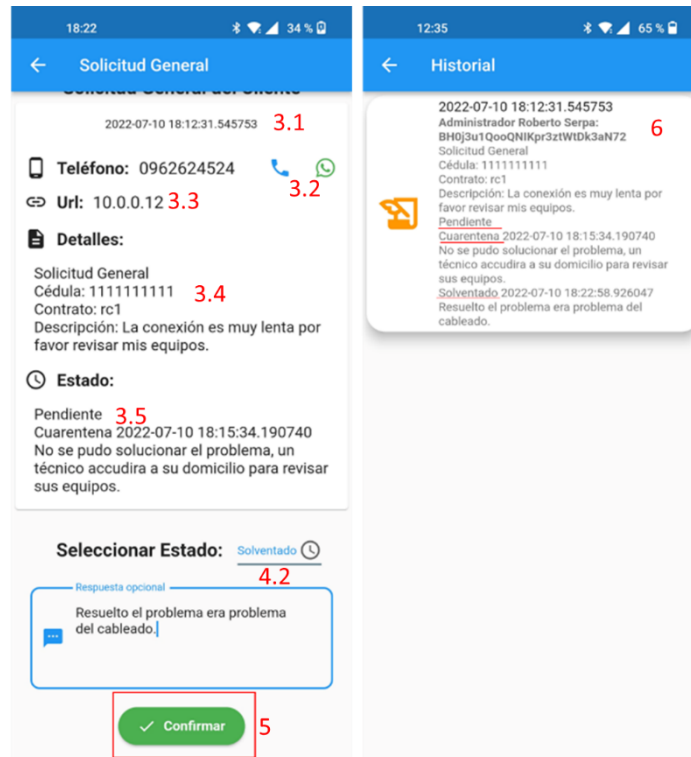 18:22
34 %
Solicitud General
Solicitud General del Cliente
2022-07-10 18:12:31.545753 3.1
Teléfono: 0962624524
3.2
Url: 10.0.0.12 3.3
Detalles:
Solicitud General
Cédula: 1111111111 3.4
Contrato: rc1
Descripción: La conexión es muy lenta por
favor revisar mis equipos.
Estado:
Pendiente 3.5
Cuarentena 2022-07-10 18:15:34.190740
No se pudo solucionar el problema, un
técnico accudira a su domicilio para revisar
sus equipos.
Seleccionar Estado: Solventado
4.2
Respuesta opcional
Resuelto el problema era problema
del cableado.
Confirmar 5
12:35
65 %
Historial
2022-07-10 18:12:31.545753
Administrador Roberto Serpa:
BH0j3u1QooQNIKpr3ztWtDk3aN72
6
Solicitud General
Cédula: 1111111111
Contrato: rc1
Descripción: La conexión es muy lenta por
favor revisar mis equipos.
Pendiente
Cuarentena 2022-07-10 18:15:34.190740
No se pudo solucionar el problema, un
técnico accudira a su domicilio para revisar
sus equipos.
Solventado 2022-07-10 18:22:58.926047
Resuelto el problema era problema del
cableado.